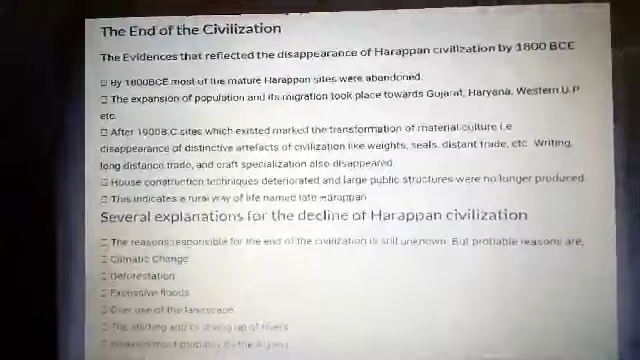 The End of the Civilization
The Evidences that reflected the disappearance of Harappan civilization by 1800 BCE
By 1800BCE most of the mature Harappan sites were abandoned.
The expansion of population and its migration took place towards Gujarat, Haryana, Western U.P
etc.
After 1900B.C.sites which existed marked the transformation of material culture i.e
disappearance of distinctive artefacts of civilization like weights, seals, distant trade, etc. Writing,
long distance trade, and craft specialization also disappeared
House construction techniques deteriorated and large public structures were no longer produced.
This indicates a rural way of life named late Harappan
Several explanations for the decline of Harappan civilization
The reasons responsible for the end of the civilization is still unknown. But probable reasons are,
Climatic Change
Deforestation
Excessive floods
Over use of the landscape
The shifting and or drying up of rivers
Invasion most probably by the Aryans